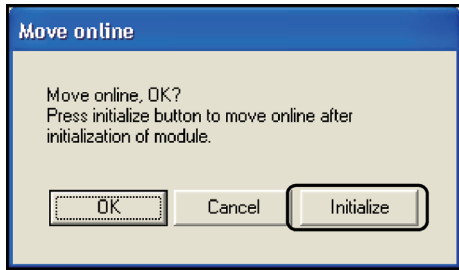 Move online
Move online, OK?
Press initialize button to move online after
initialization of module.
OK Cancel Initialize